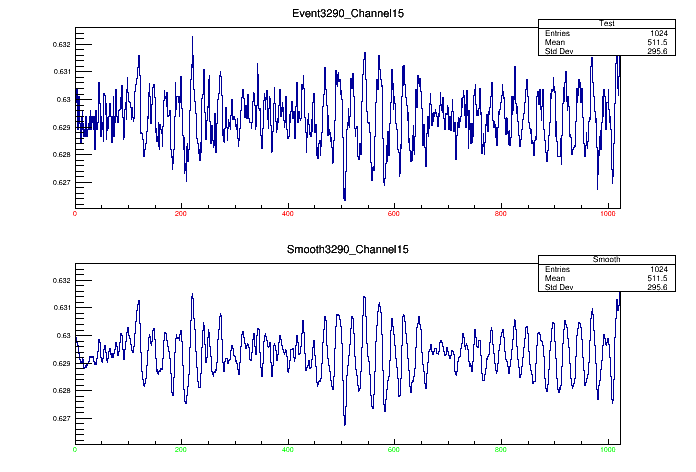 Event3290_Channel15
Test
Entries 1024
Mean 511.5
Std Dev 295.6
0.632
0.631
0.63
0.629
0.628
0.627
0 200 400 600 800 1000
Smooth3290_Channel15
Smooth
Entries 1024
Mean 511.5
Std Dev 295.6
0.632
0.631
0.63
0.629
0.628
0.627
0 200 400 600 800 1000